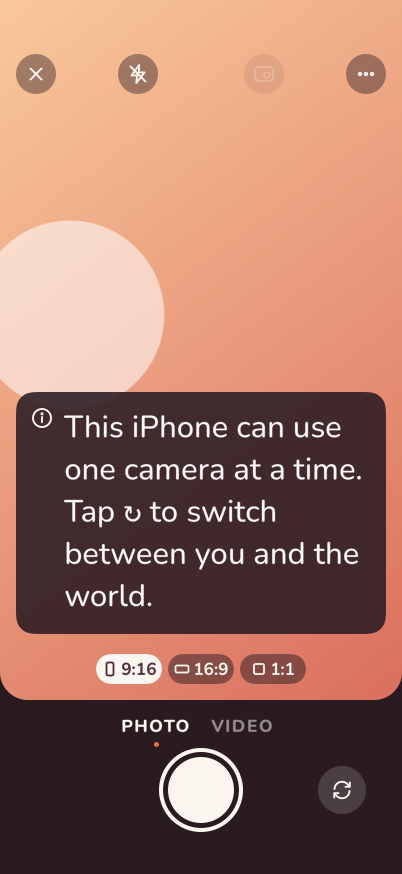 This iPhone can use
one camera at a time.
Tap ↻ to switch
between you and the
world.
9:16 16:9 1:1
PHOTO VIDEO